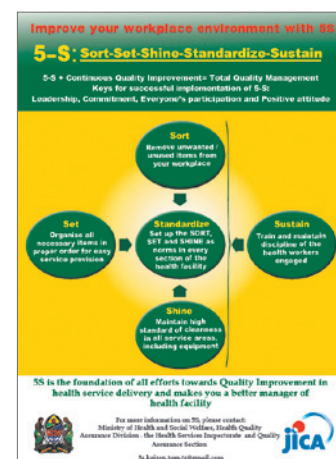 Improve your workplace environment with 5S
5-S: Sort-Set-Shine-Standardize-Sustain
5-S + Continuous Quality Improvement= Total Quality Management
Keys for successful implementation of 5-S:
Leadership, Commitment, Everyone's participation and Positive attitude
Sort
Remove unwanted /
unused items from
your workplace
Set
Organise all
necessary items in
proper order for easy
service provision
Standardize
Set up the SORT,
SET and SHINE as
norms in every
section of the
health facility
Sustain
Train and maintain
discipline of the
health workers
engaged
Shine
Maintain high
standard of cleanness
in all service areas,
including equipment
5S is the foundation of all efforts towards Quality Improvement in
health service delivery and makes you a better manager of
health facility
For more information on 5S, please contact:
Ministry of Health and Social Welfare, Health Quality
Assurance Division - the Health Services Inspectorate and Quality
Assurance Section
jica